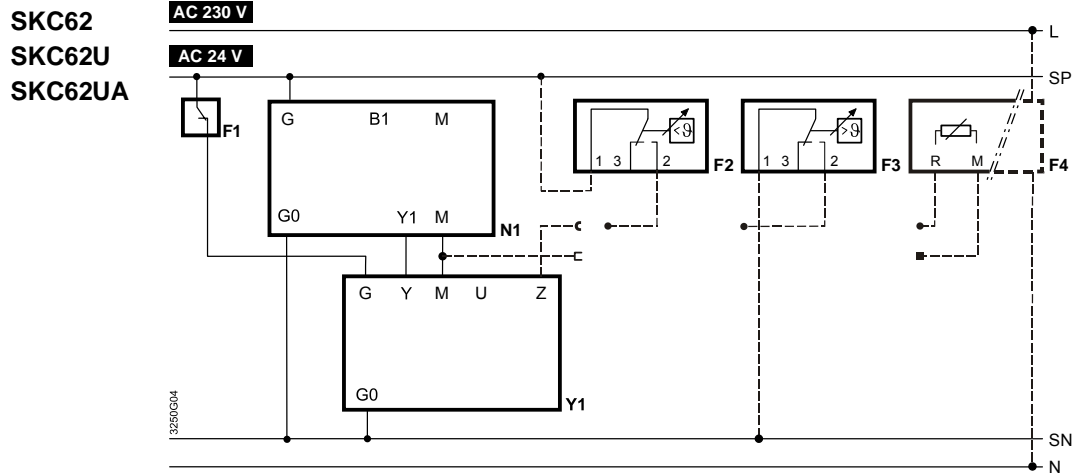 SKC62
SKC62U
SKC62UA
AC 230 V
L
AC 24 V
SP
F1
G B1 M
G0 Y1 M
N1
<ϑ
1 3 2
F2
>ϑ
1 3 2
F3
R M
F4
G Y M U Z
G0
Y1
3250G04
SN
N